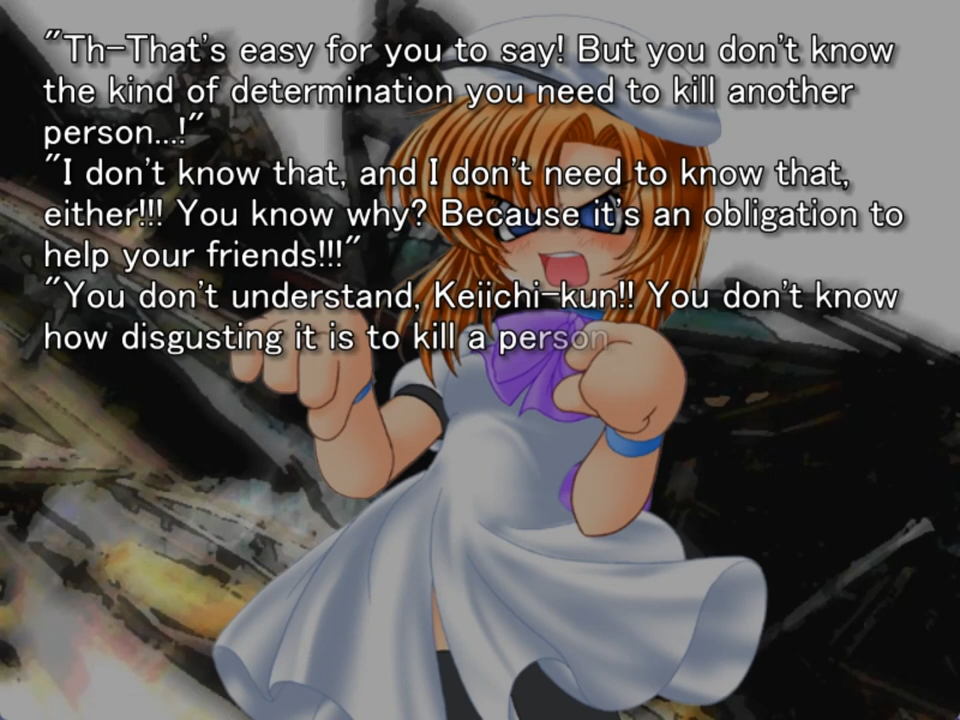 "Th-That's easy for you to say! But you don't know
the kind of determination you need to kill another
person...!"
"I don't know that, and I don't need to know that,
either!!! You know why? Because it's an obligation to
help your friends!!!"
"You don't understand, Keiichi-kun!! You don't know
how disgusting it is to kill a person